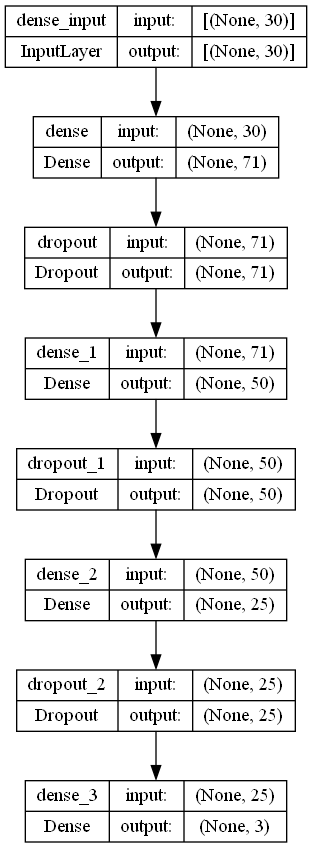 dense_input input: [(None, 30)]
InputLayer output: [(None, 30)]
dense input: (None, 30)
Dense output: (None, 71)
dropout input: (None, 71)
Dropout output: (None, 71)
dense_1 input: (None, 71)
Dense output: (None, 50)
dropout_1 input: (None, 50)
Dropout output: (None, 50)
dense_2 input: (None, 50)
Dense output: (None, 25)
dropout_2 input: (None, 25)
Dropout output: (None, 25)
dense_3 input: (None, 25)
Dense output: (None, 3)